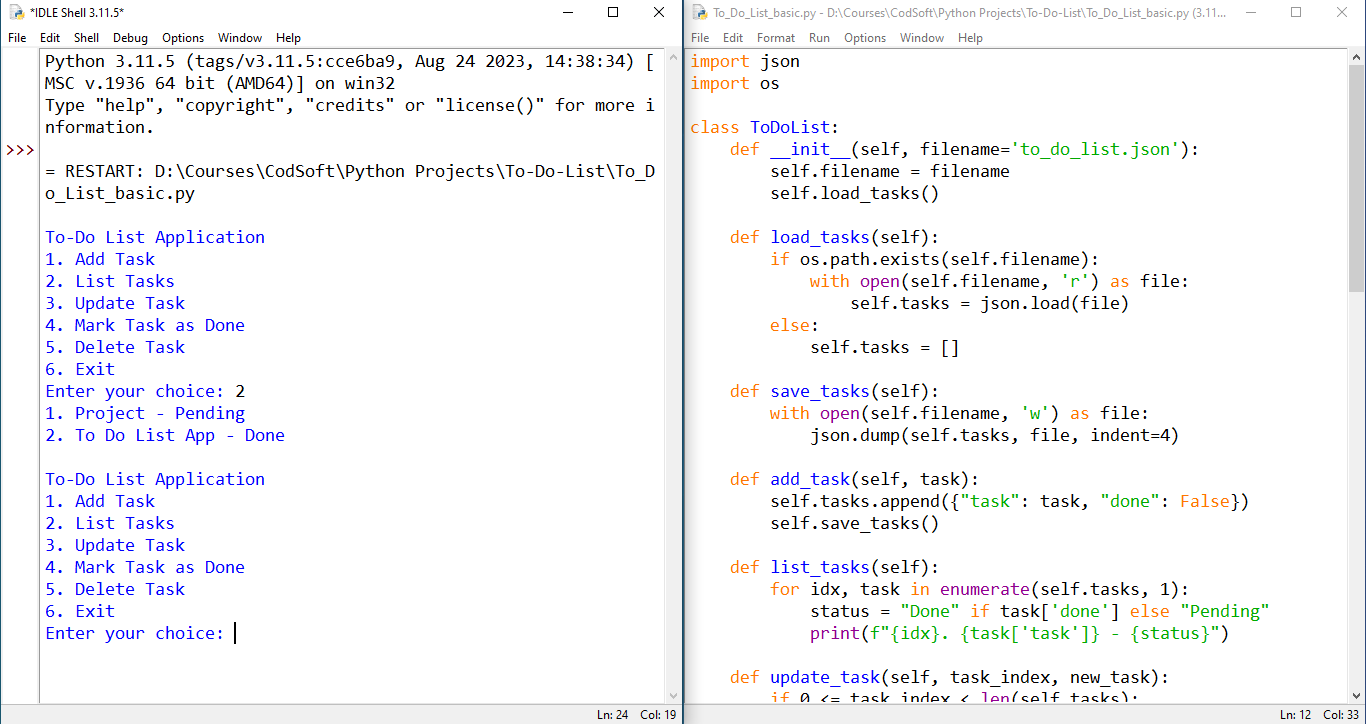 *IDLE Shell 3.11.5*
File Edit Shell Debug Options Window Help
Python 3.11.5 (tags/v3.11.5:cce6ba9, Aug 24 2023, 14:38:34) [
MSC v.1936 64 bit (AMD64)] on win32
Type "help", "copyright", "credits" or "license()" for more i
nformation.
>>>
= RESTART: D:\Courses\CodSoft\Python Projects\To-Do-List\To_D
o_List_basic.py
To-Do List Application
1. Add Task
2. List Tasks
3. Update Task
4. Mark Task as Done
5. Delete Task
6. Exit
Enter your choice: 2
1. Project - Pending
2. To Do List App - Done
To-Do List Application
1. Add Task
2. List Tasks
3. Update Task
4. Mark Task as Done
5. Delete Task
6. Exit
Enter your choice:
Ln: 24 Col: 19
To_Do_List_basic.py - D:\Courses\CodSoft\Python Projects\To-Do-List\To_Do_List_basic.py (3.11...
File Edit Format Run Options Window Help
import json
import os
class ToDoList:
    def __init__(self, filename='to_do_list.json'):
        self.filename = filename
        self.load_tasks()
    def load_tasks(self):
        if os.path.exists(self.filename):
            with open(self.filename, 'r') as file:
                self.tasks = json.load(file)
        else:
            self.tasks = []
    def save_tasks(self):
        with open(self.filename, 'w') as file:
            json.dump(self.tasks, file, indent=4)
    def add_task(self, task):
        self.tasks.append({"task": task, "done": False})
        self.save_tasks()
    def list_tasks(self):
        for idx, task in enumerate(self.tasks, 1):
            status = "Done" if task['done'] else "Pending"
            print(f"{idx}. {task['task']} - {status}")
    def update_task(self, task_index, new_task):
        if 0 <= task_index < len(self.tasks):
Ln: 12 Col: 33